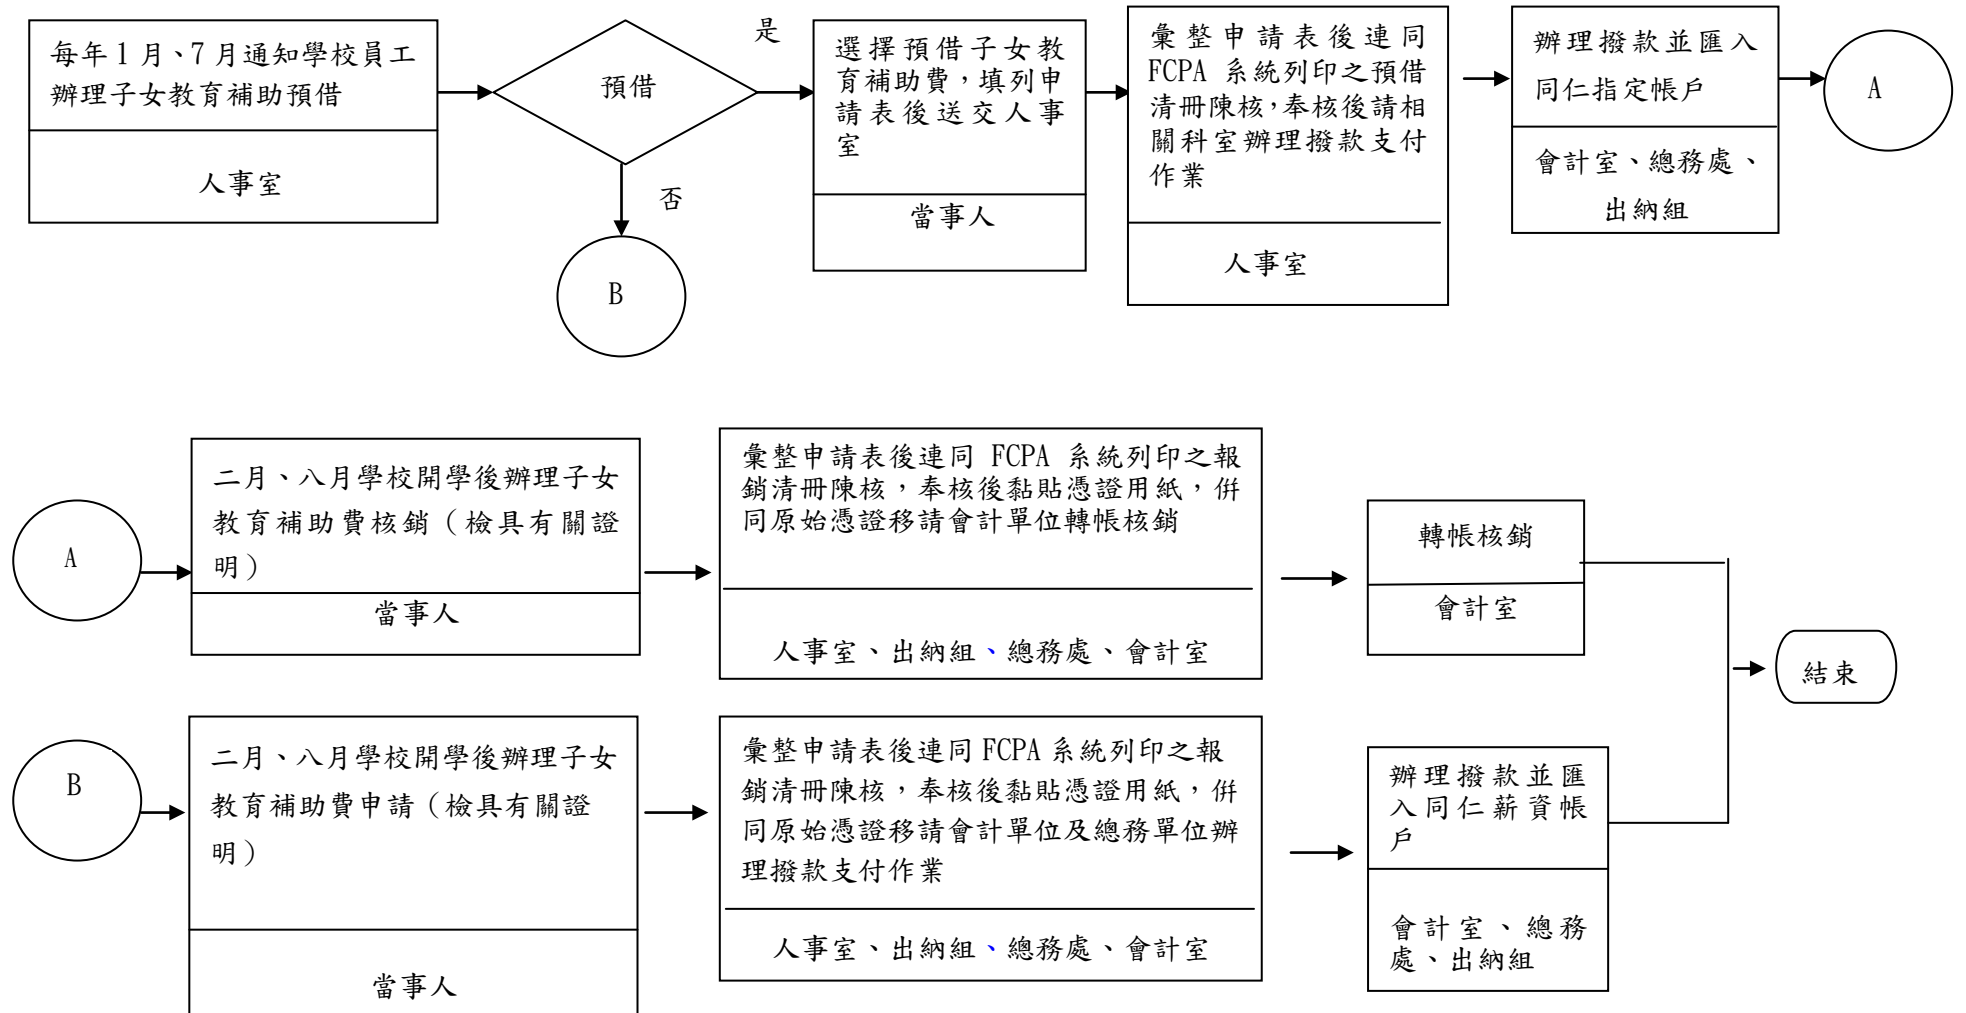 每年1月、7月通知學校員工
辦理子女教育補助預借
人事室
預借
是
否
B
選擇預借子女教
育補助費，填列申
請表後送交人事
室
當事人
彙整申請表後連同
FCPA 系統列印之預借
清冊陳核，奉核後請相
關科室辦理撥款支付
作業
人事室
辦理撥款並匯入
同仁指定帳戶
會計室、總務處、
出納組
A
A
二月、八月學校開學後辦理子女
教育補助費核銷（檢具有關證
明）
當事人
彙整申請表後連同 FCPA 系統列印之報
銷清冊陳核，奉核後黏貼憑證用紙，併
同原始憑證移請會計單位轉帳核銷
人事室、出納組、總務處、會計室
轉帳核銷
會計室
結束
B
二月、八月學校開學後辦理子女
教育補助費申請（檢具有關證
明）
當事人
彙整申請表後連同 FCPA 系統列印之報
銷清冊陳核，奉核後黏貼憑證用紙，併
同原始憑證移請會計單位及總務單位辦
理撥款支付作業
人事室、出納組、總務處、會計室
辦理撥款並匯
入同仁薪資帳
戶
會計室、總務
處、出納組